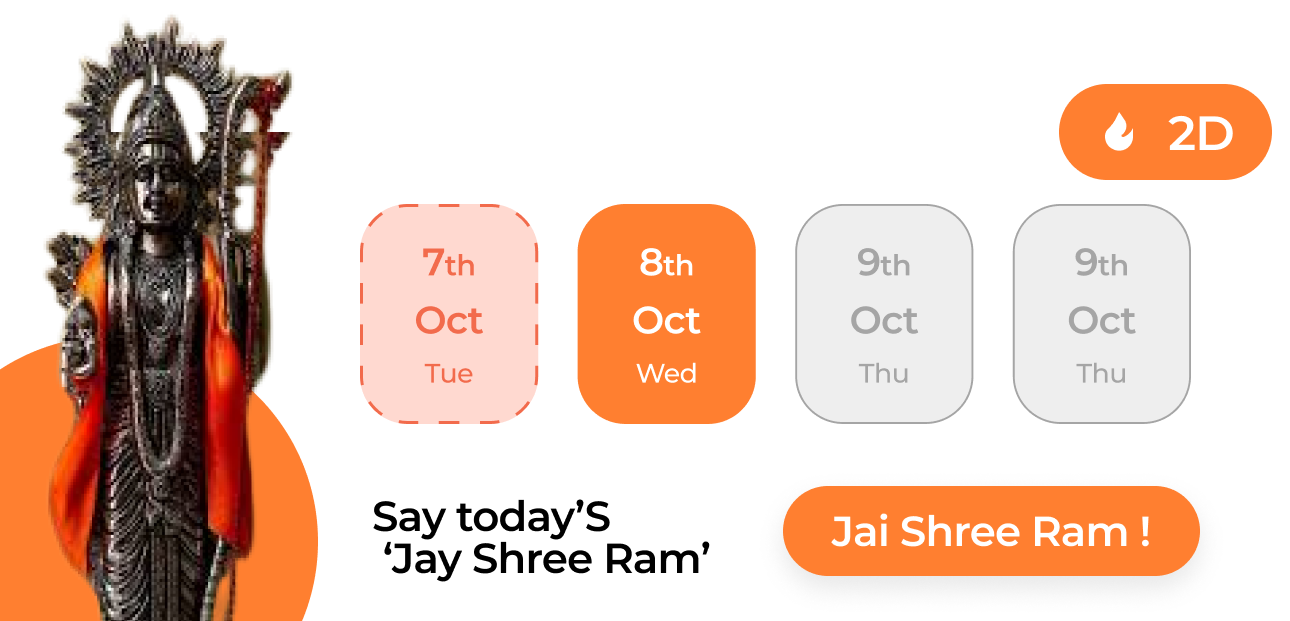 2D
7th
Oct
Tue
8th
Oct
Wed
9th
Oct
Thu
9th
Oct
Thu
Say today’S
‘Jay Shree Ram’
Jai Shree Ram !